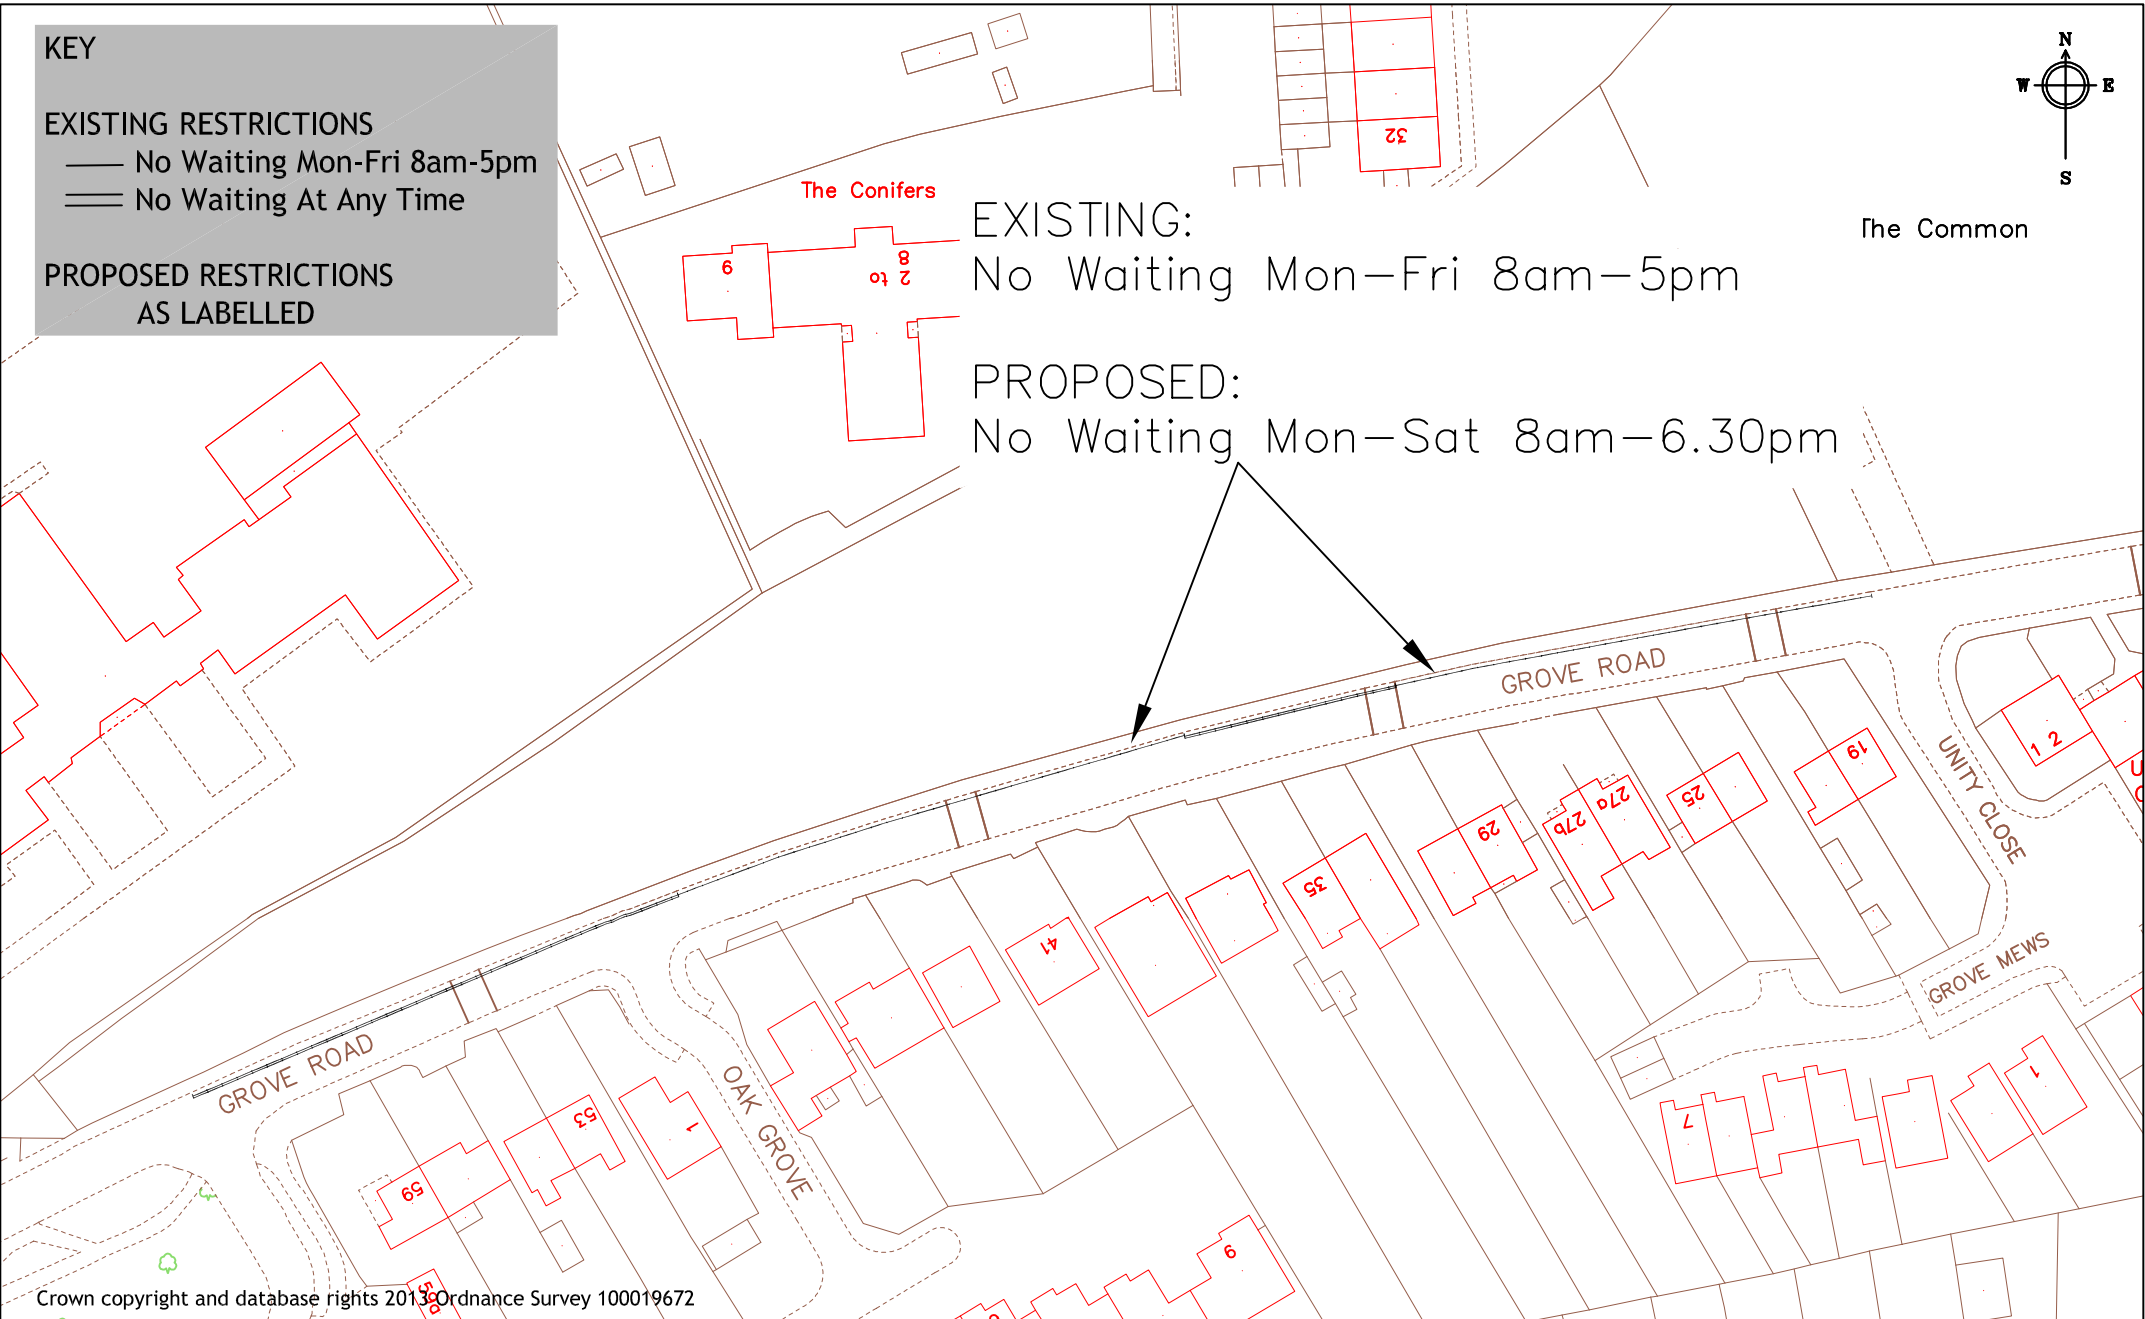 KEY
EXISTING RESTRICTIONS
No Waiting Mon-Fri 8am-5pm
No Waiting At Any Time
PROPOSED RESTRICTIONS
AS LABELLED
N
W E
S
32
The Conifers
9
2 to 8
EXISTING:
No Waiting Mon-Fri 8am-5pm
The Common
PROPOSED:
No Waiting Mon-Sat 8am-6.30pm
GROVE ROAD
UNITY CLOSE
1 2
19
25
27a
27b
29
35
41
GROVE MEWS
GROVE ROAD
OAK GROVE
53
1
59
7
1
9
59a
Crown copyright and database rights 2013 Ordnance Survey 100019672